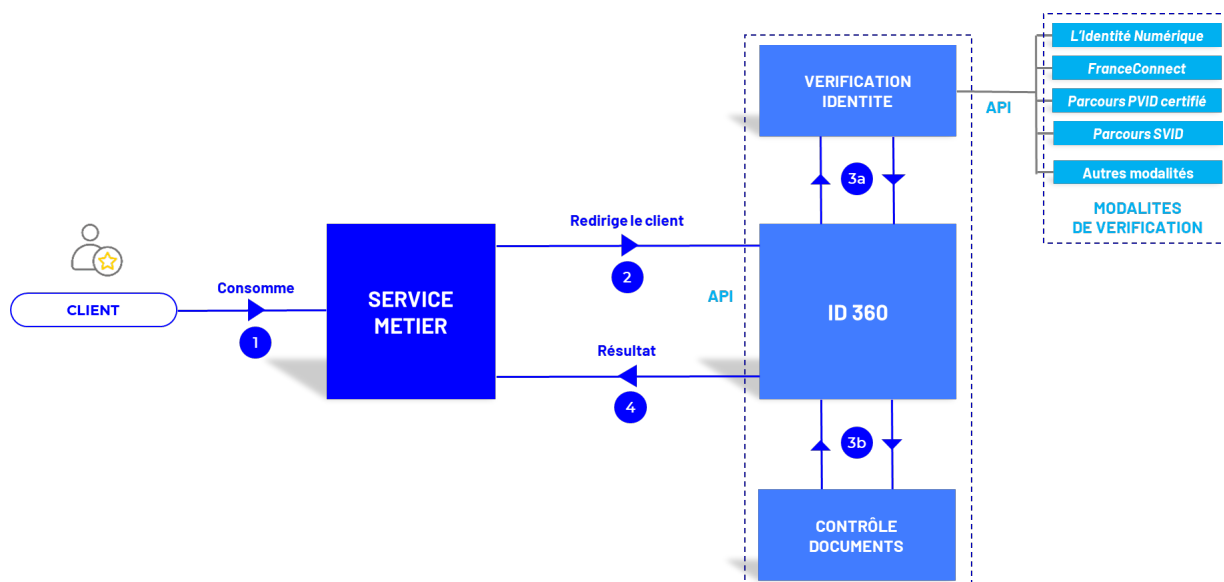 L'Identité Numérique
FranceConnect
Parcours PVID certifié
Parcours SVID
Autres modalités
MODALITES
DE VERIFICATION
VERIFICATION
IDENTITE
API
3a
Redirige le client
2
CLIENT
Consomme
1
SERVICE
METIER
API
ID 360
Résultat
4
3b
CONTRÔLE
DOCUMENTS